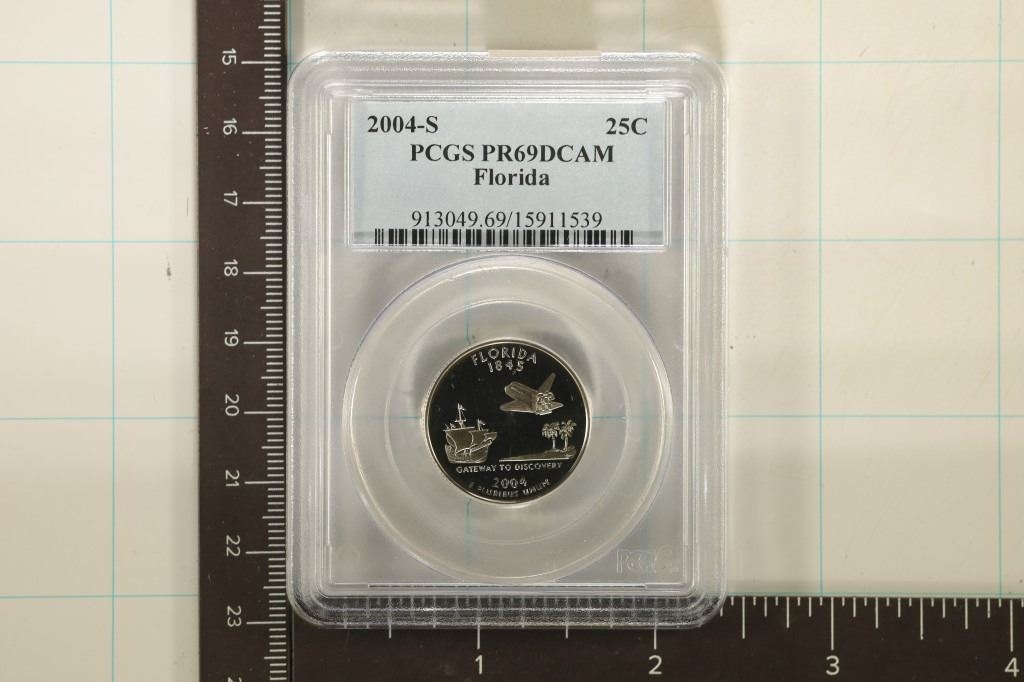 2004-S 25C
PCGS PR69DCAM
Florida
913049.69/15911539
FLORIDA
1845
GATEWAY TO DISCOVERY
2004
E PLURIBUS UNUM
PCGS
15
16
17
18
19
20
21
22
23
1 2 3 4